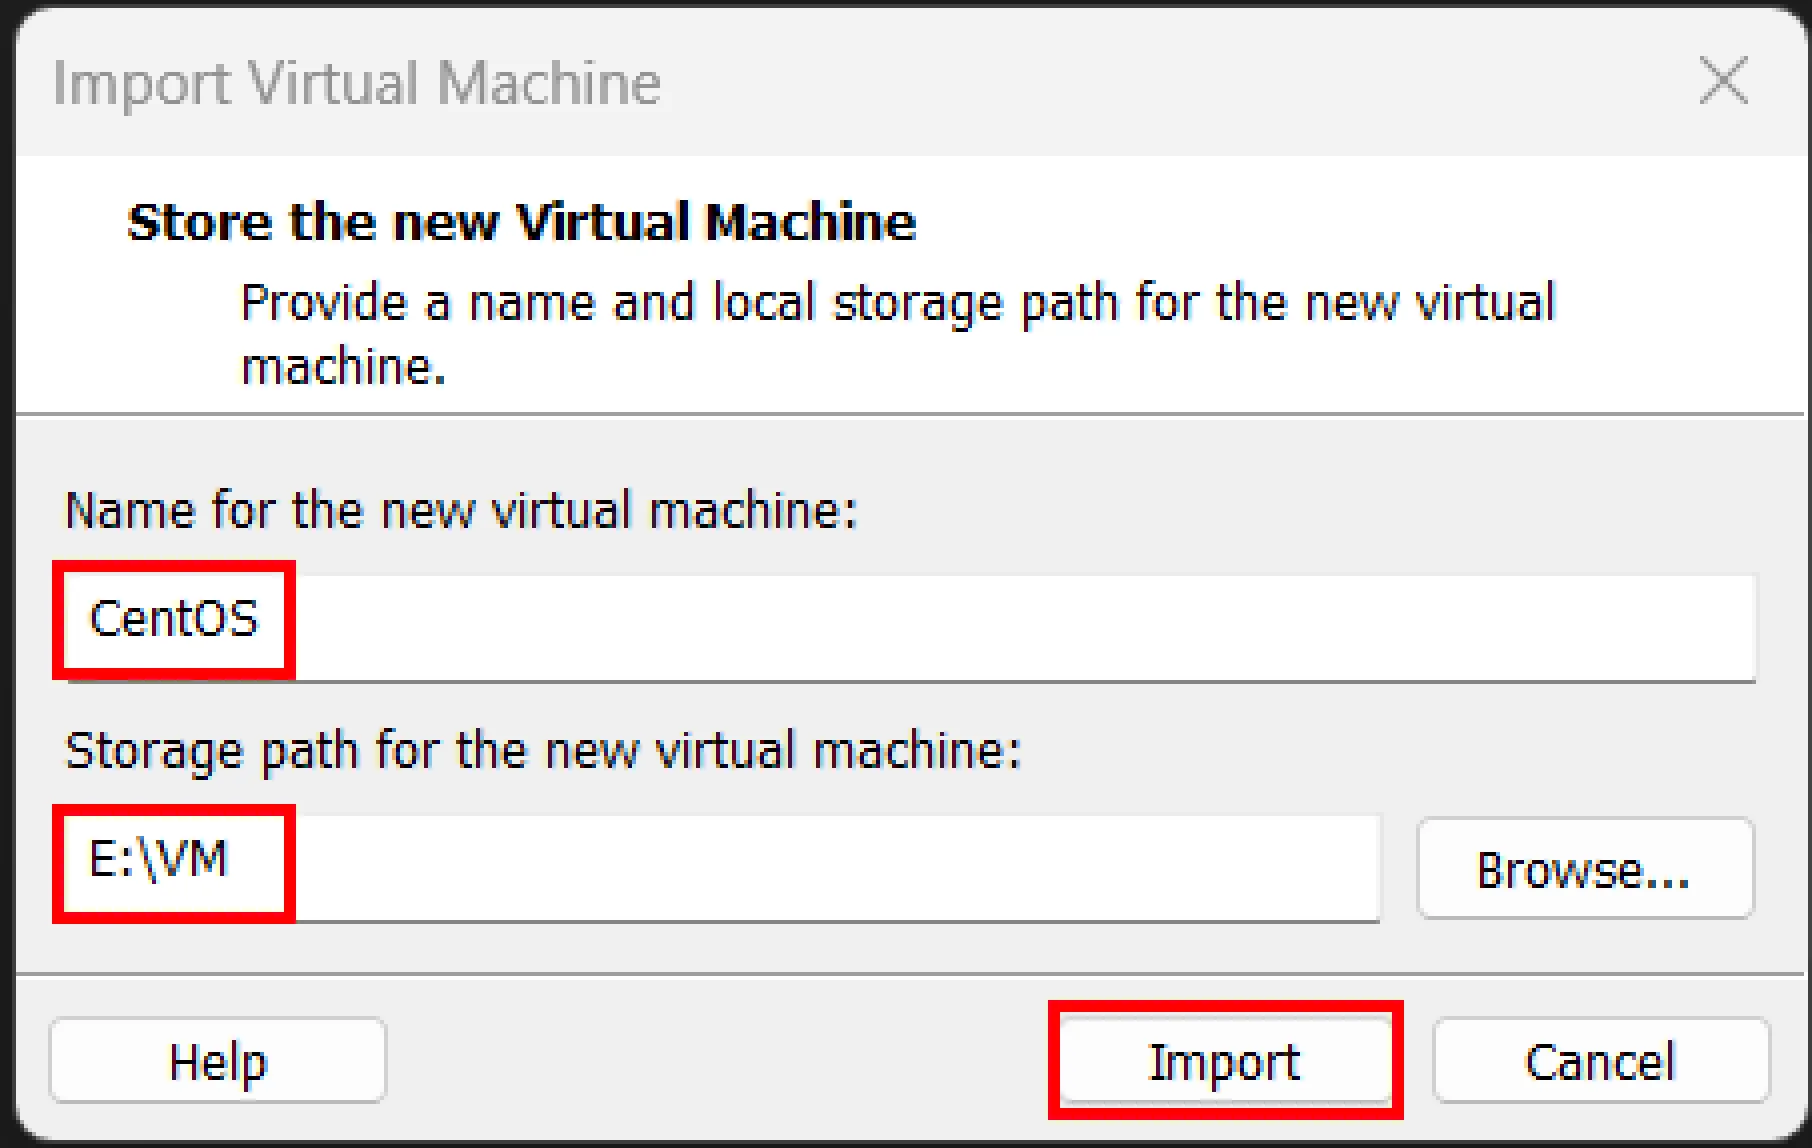 Import Virtual Machine
Store the new Virtual Machine
Provide a name and local storage path for the new virtual
machine.
Name for the new virtual machine:
CentOS
Storage path for the new virtual machine:
E:\VM
Browse...
Help
Import
Cancel